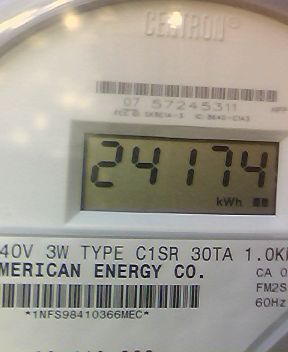 CENTRON®
07 57245311
24174
kWh
40V 3W TYPE C1SR 30TA 1.0K
MERICAN ENERGY CO.
CA 0
FM2S
60Hz
*1NFS98410366MEC*